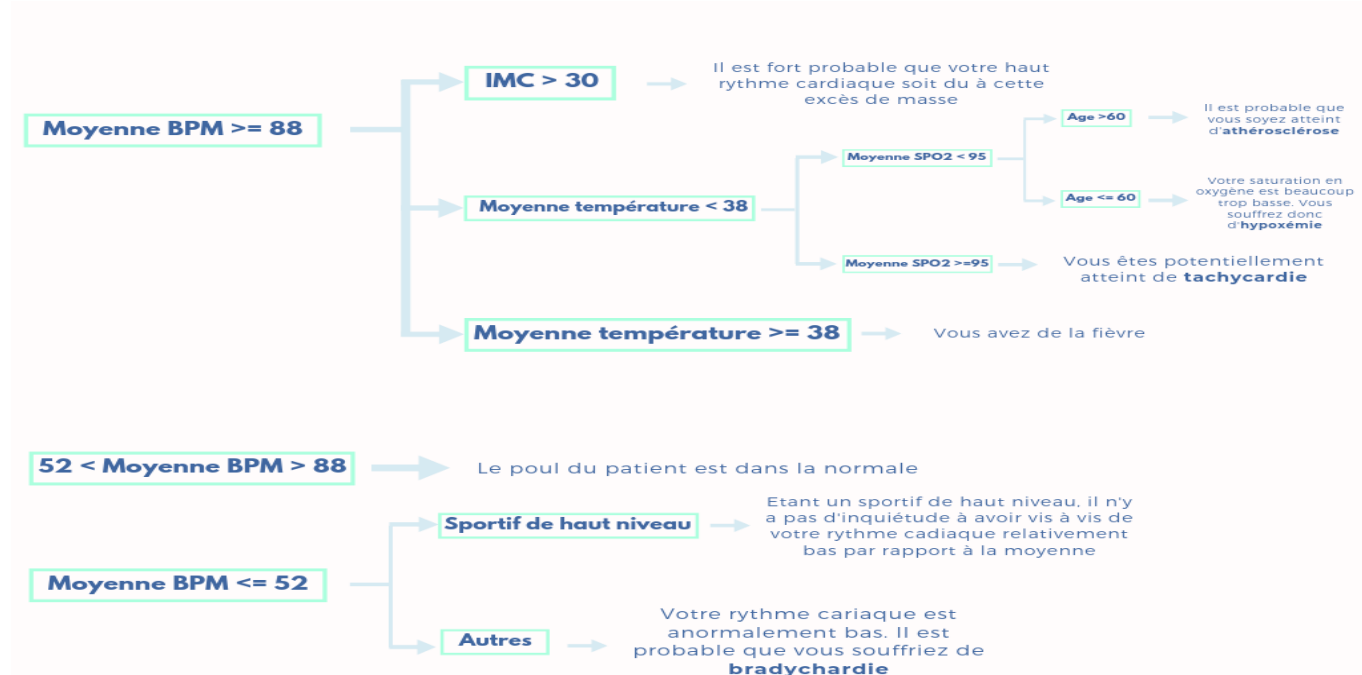 Moyenne BPM >= 88
IMC > 30
Il est fort probable que votre haut
rythme cardiaque soit du à cette
excès de masse
Moyenne température < 38
Moyenne SPO2 < 95
Age >60
Il est probable que
vous soyez atteint
d'athérosclérose
Age <= 60
Votre saturation en
oxygène est beaucoup
trop basse. Vous
souffrez donc
d'hypoxémie
Moyenne SPO2 >=95
Vous êtes potentiellement
atteint de tachycardie
Moyenne température >= 38
Vous avez de la fièvre
52 < Moyenne BPM > 88
Le poul du patient est dans la normale
Moyenne BPM <= 52
Sportif de haut niveau
Etant un sportif de haut niveau, il n'y
a pas d'inquiétude à avoir vis à vis de
votre rythme cadiaque relativement
bas par rapport à la moyenne
Autres
Votre rythme cariaque est
anormalement bas. Il est
probable que vous souffriez de
bradychardie